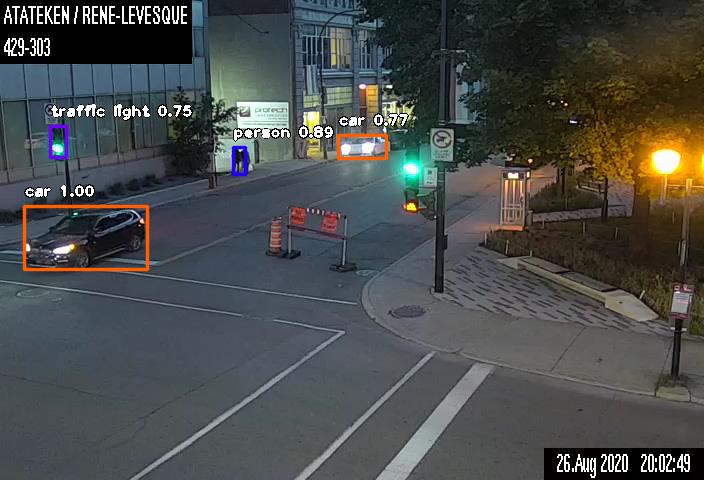 ATATEKEN / RENE-LEVESQUE
429-303
traffic light 0.75
person 0.89
car 0.77
protech
car 1.00
26.Aug 2020 20:02:49